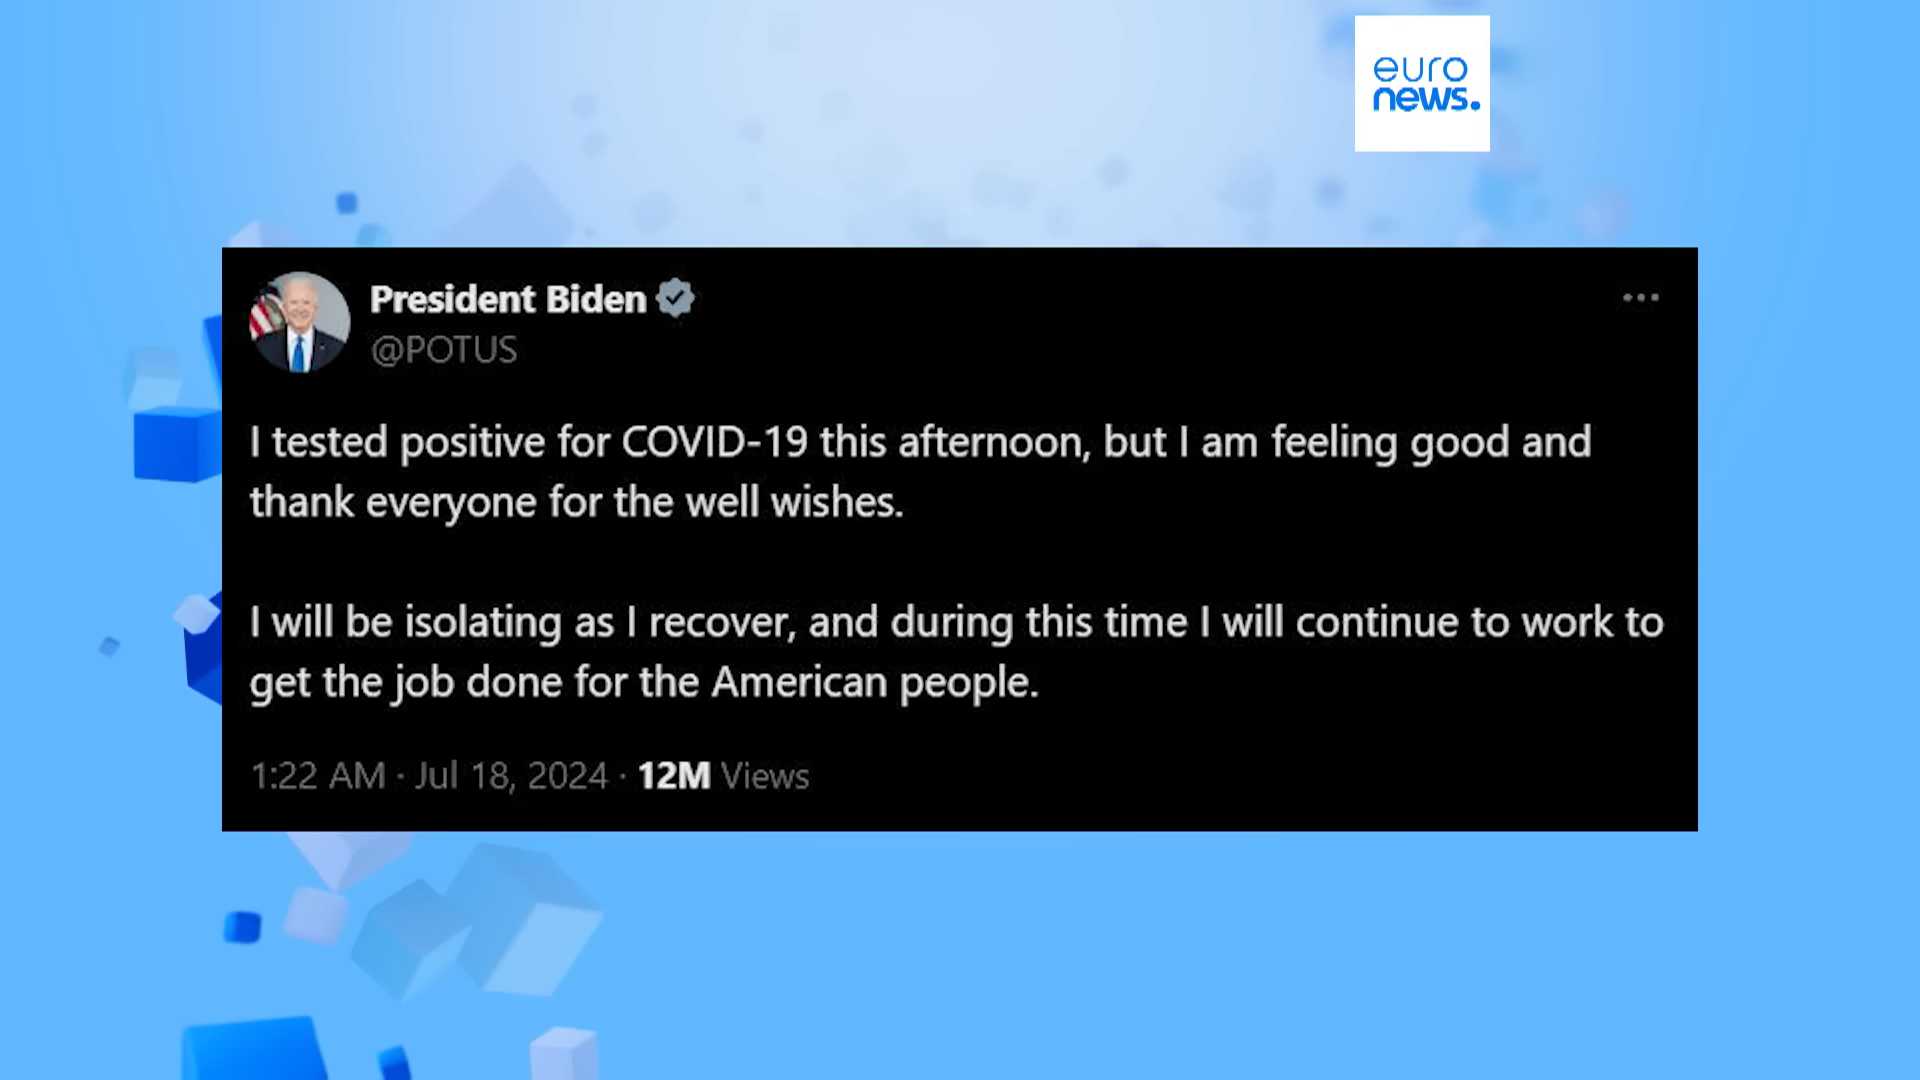 euro
news.
President Biden
@POTUS
I tested positive for COVID-19 this afternoon, but I am feeling good and
thank everyone for the well wishes.
I will be isolating as I recover, and during this time I will continue to work to
get the job done for the American people.
1:22 AM · Jul 18, 2024 · 12M Views